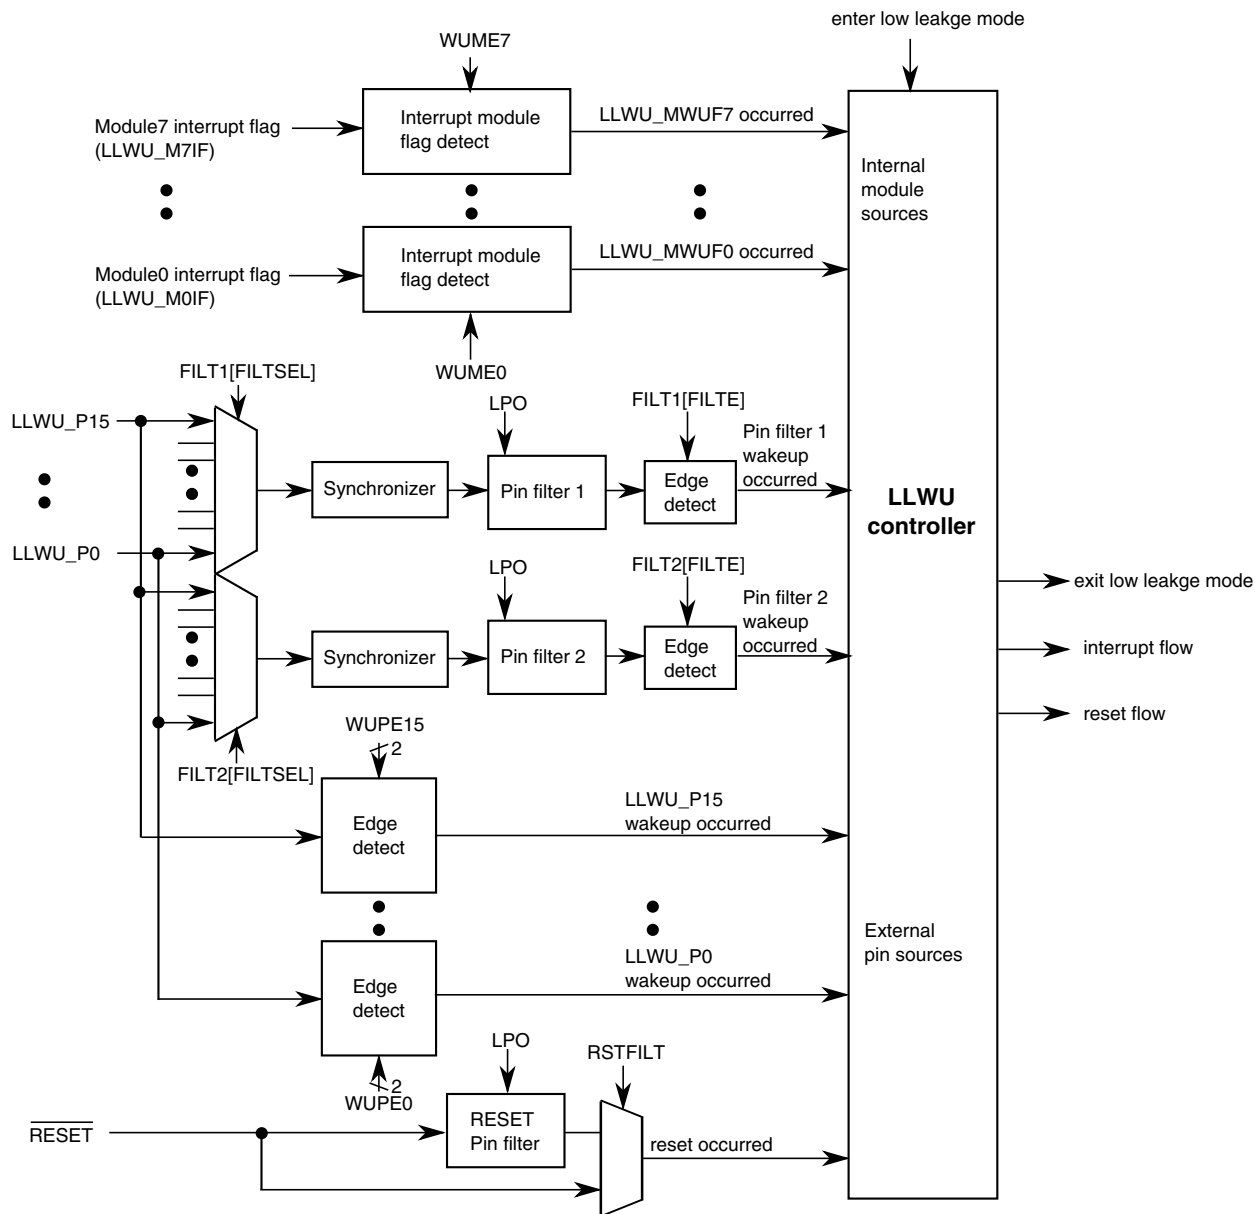 enter low leakge mode
WUME7
Module7 interrupt flag
(LLWU_M7IF)
Interrupt module
flag detect
LLWU_MWUF7 occurred
Internal
module
sources
Module0 interrupt flag
(LLWU_M0IF)
Interrupt module
flag detect
LLWU_MWUF0 occurred
WUME0
FILT1[FILTSEL]
LLWU_P15
LPO
FILT1[FILTE]
Pin filter 1
wakeup
occurred
Synchronizer
Pin filter 1
Edge
detect
LLWU
controller
LLWU_P0
LPO
FILT2[FILTE]
Pin filter 2
wakeup
occurred
Synchronizer
Pin filter 2
Edge
detect
exit low leakge mode
interrupt flow
reset flow
FILT2[FILTSEL]
WUPE15
2
Edge
detect
LLWU_P15
wakeup occurred
External
pin sources
Edge
detect
LLWU_P0
wakeup occurred
2
WUPE0
LPO
RSTFILT
RESET
RESET
Pin filter
reset occurred